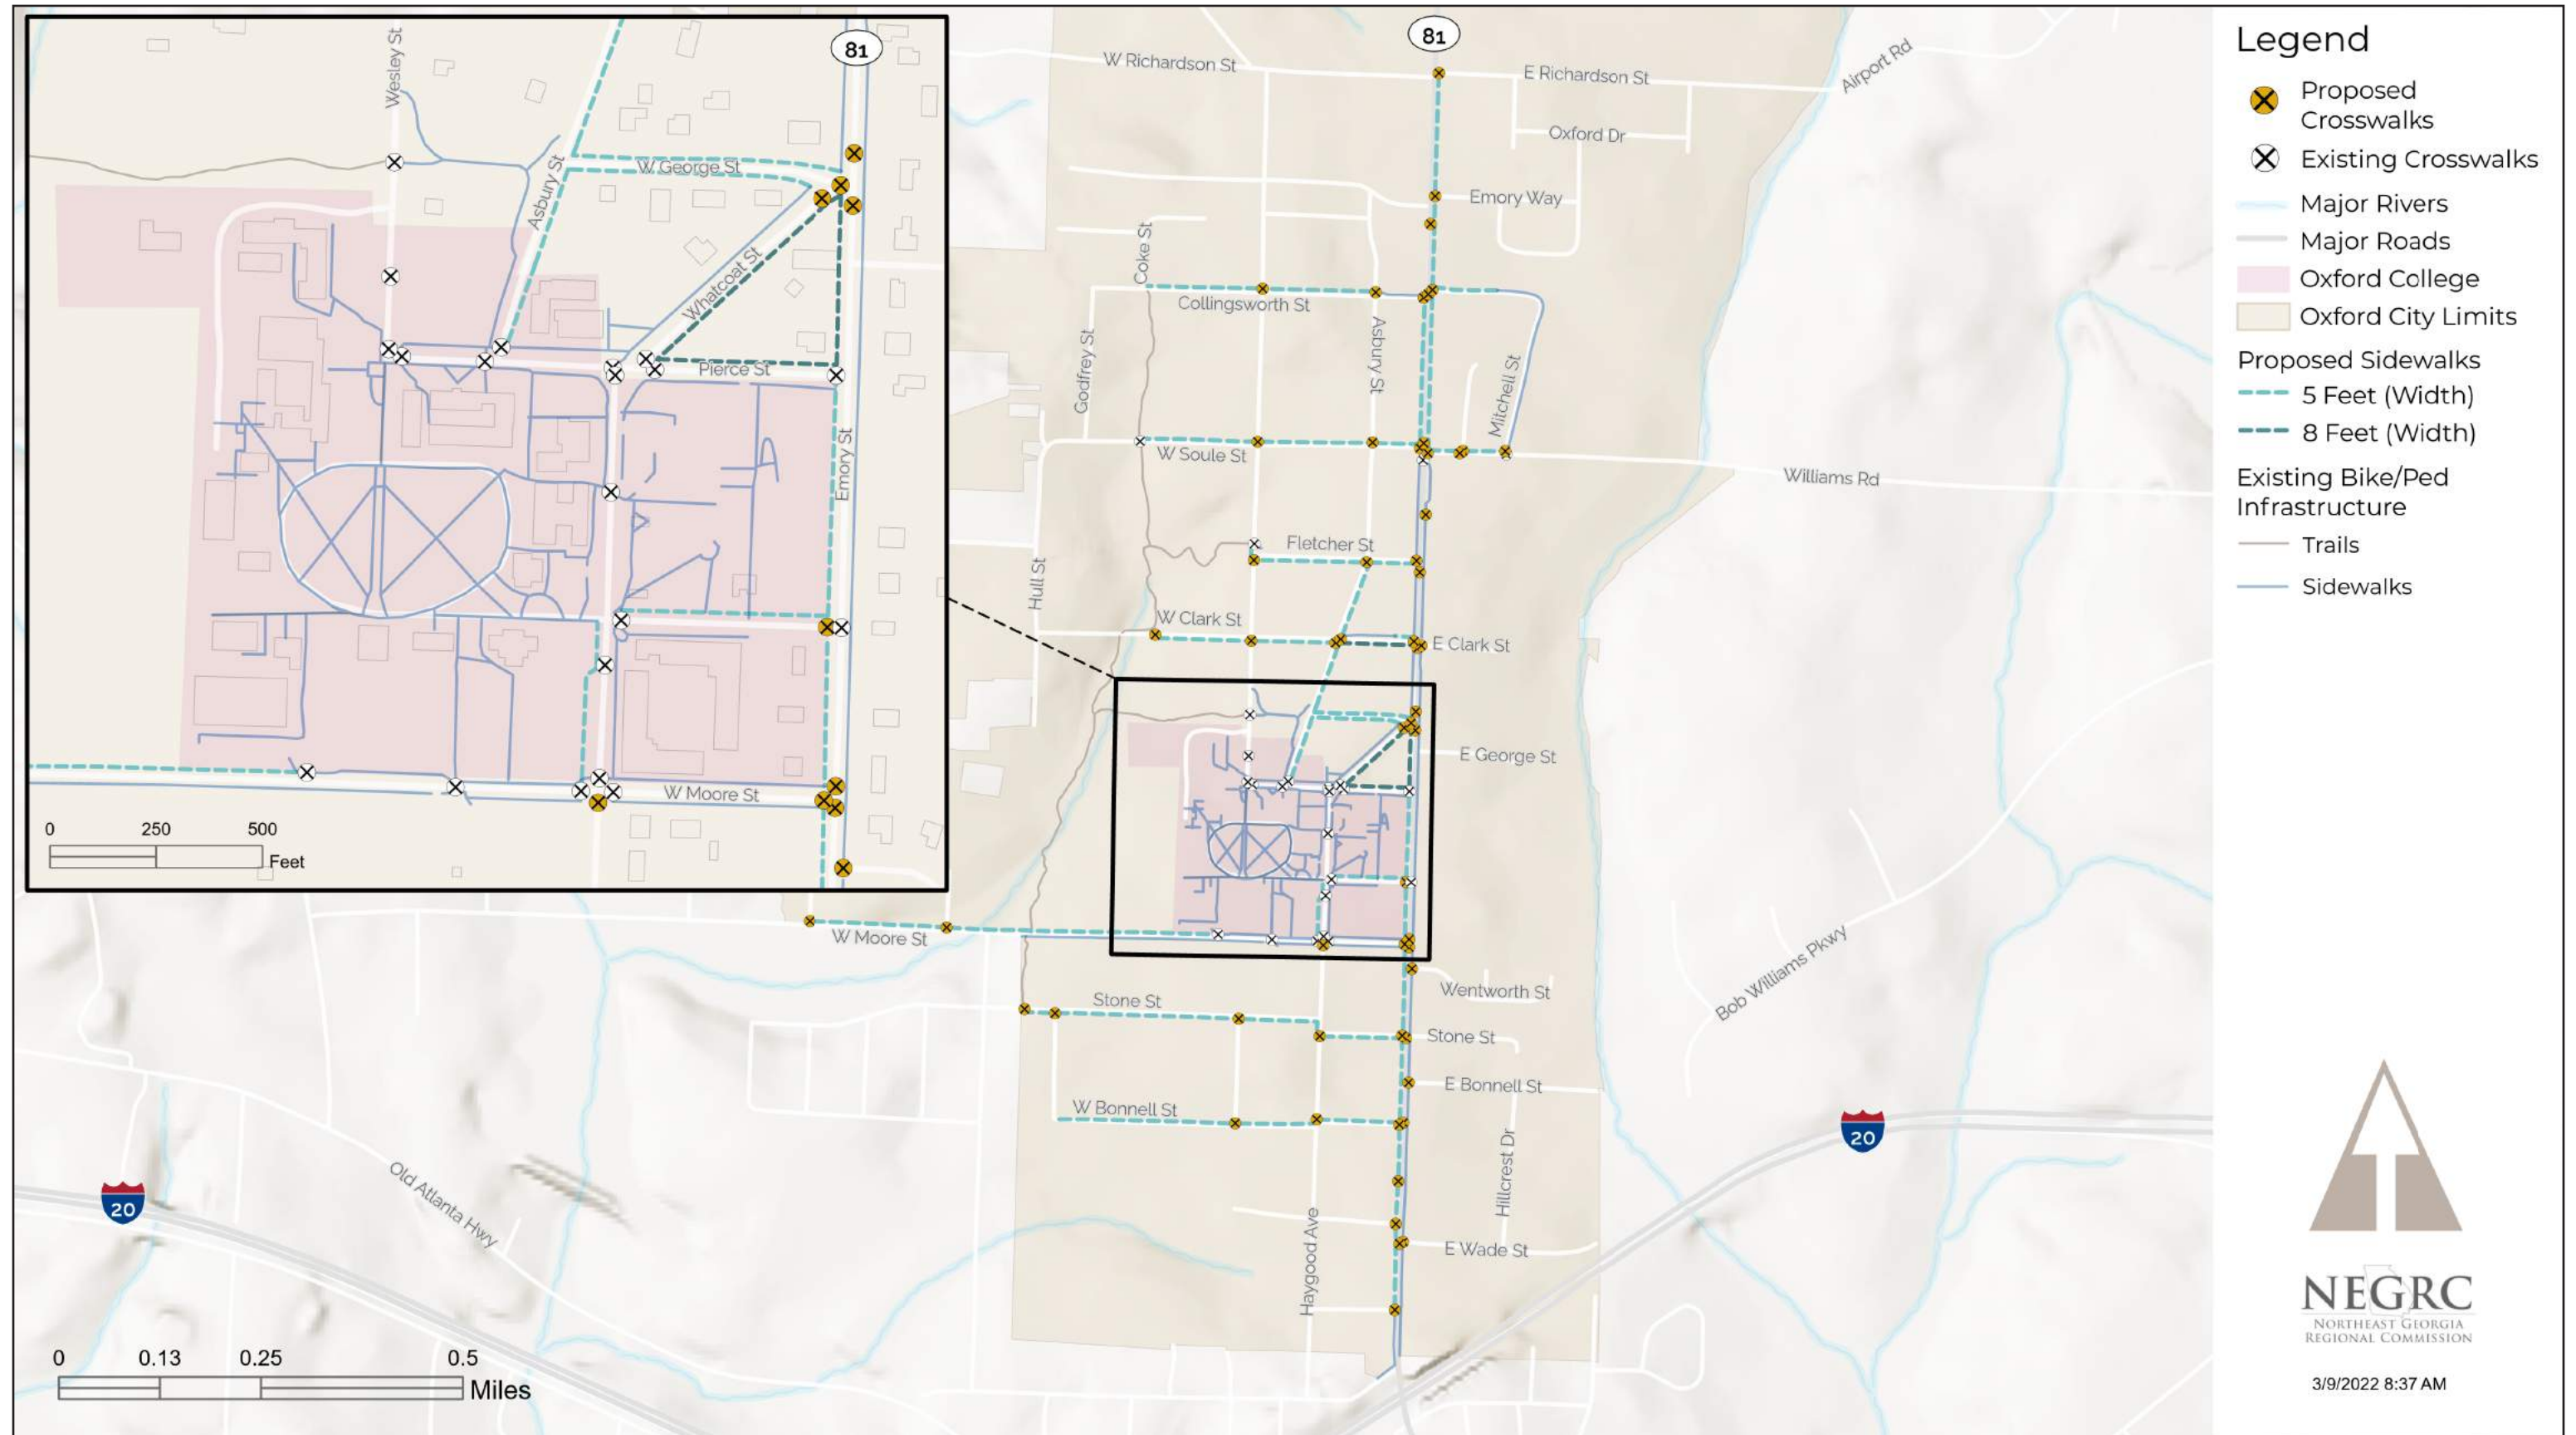 Wesley St
81
W George St
Asbury St
Whatcoat St
Pierce St
Emory St
W Moore St
0 250 500
Feet
81
W Richardson St
E Richardson St
Airport Rd
Oxford Dr
Emory Way
Coke St
Collingsworth St
Godfrey St
Asbury St
Mitchell St
W Soule St
Williams Rd
Fletcher St
Hull St
W Clark St
E Clark St
E George St
W Moore St
Bob Williams Pkwy
Wentworth St
Stone St
Stone St
E Bonnell St
W Bonnell St
20
Hillcrest Dr
Old Atlanta Hwy
20
Haygood Ave
E Wade St
0 0.13 0.25 0.5
Miles
Legend
Proposed
Crosswalks
Existing Crosswalks
Major Rivers
Major Roads
Oxford College
Oxford City Limits
Proposed Sidewalks
5 Feet (Width)
8 Feet (Width)
Existing Bike/Ped
Infrastructure
Trails
Sidewalks
NEGRC
NORTHEAST GEORGIA
REGIONAL COMMISSION
3/9/2022 8:37 AM